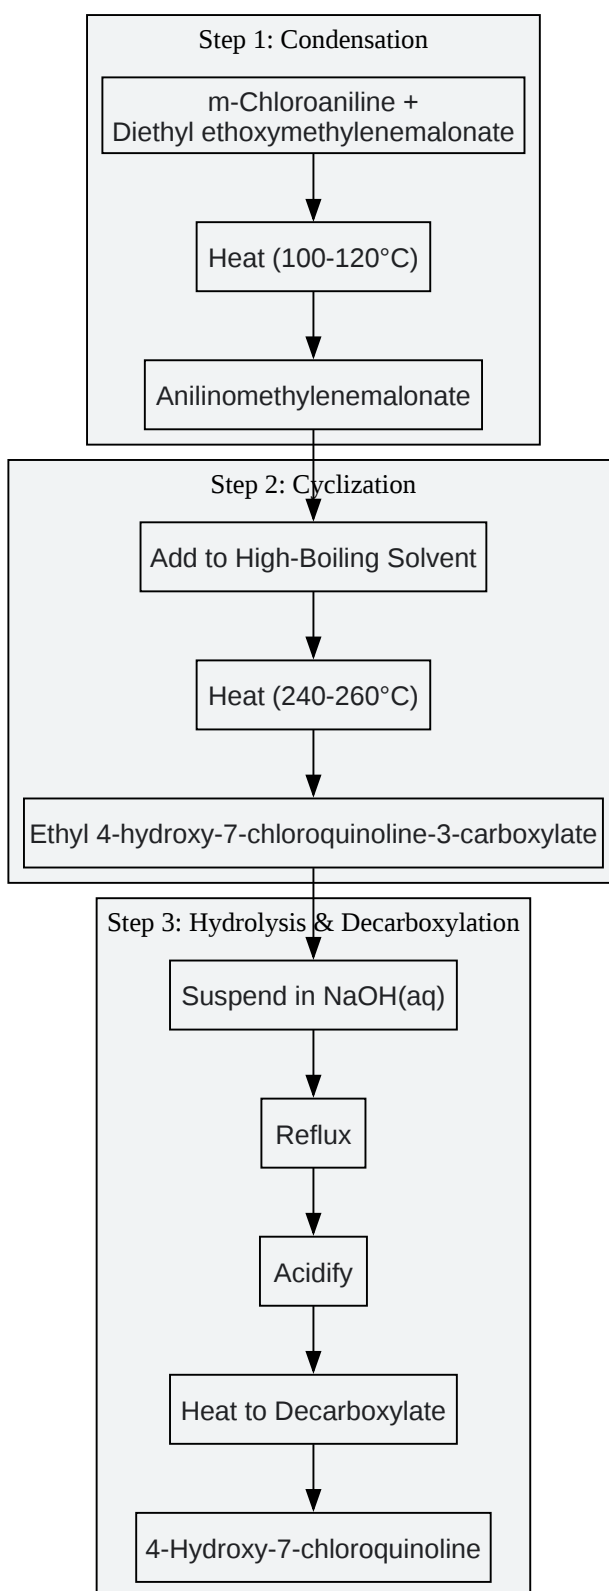 Step 1: Condensation
m-Chloroaniline +
Diethyl ethoxymethylenemalonate
Heat (100-120°C)
Anilinomethylenemalonate
Step 2: Cyclization
Add to High-Boiling Solvent
Heat (240-260°C)
Ethyl 4-hydroxy-7-chloroquinoline-3-carboxylate
Step 3: Hydrolysis & Decarboxylation
Suspend in NaOH(aq)
Reflux
Acidify
Heat to Decarboxylate
4-Hydroxy-7-chloroquinoline